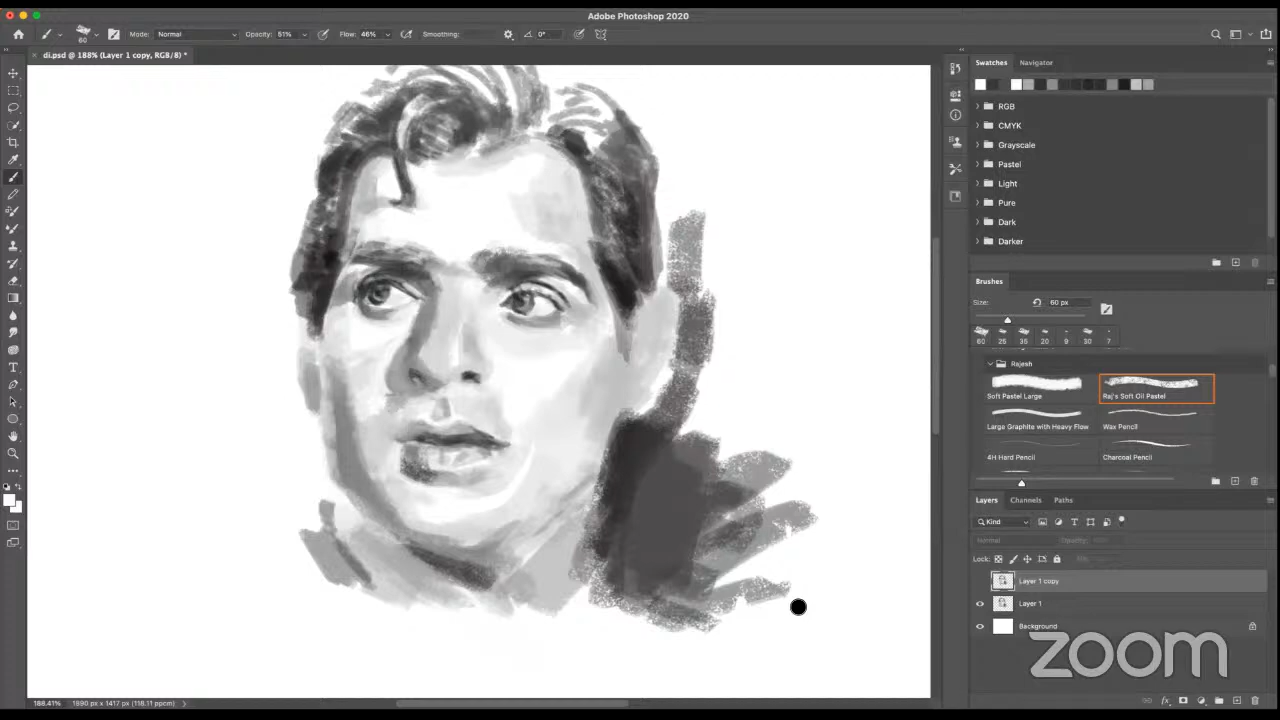 Adobe Photoshop 2020
60 Mode: Normal Opacity: 51% Flow: 46% Smoothing: 0°
di.psd @ 188% (Layer 1 copy, RGB/8) *
Swatches Navigator
RGB
CMYK
Grayscale
Pastel
Light
Pure
Dark
Darker
Brushes
Size: 60 px
60 25 35 20 9 30 7
Rajesh
Soft Pastel Large Raj's Soft Oil Pastel
Large Graphite with Heavy Flow Wax Pencil
4H Hard Pencil Charcoal Pencil
Layers Channels Paths
Kind
Normal Opacity:
Lock:
Layer 1 copy
Layer 1
Background
zoom
188.41% 1890 px x 1417 px (118.11 ppcm)